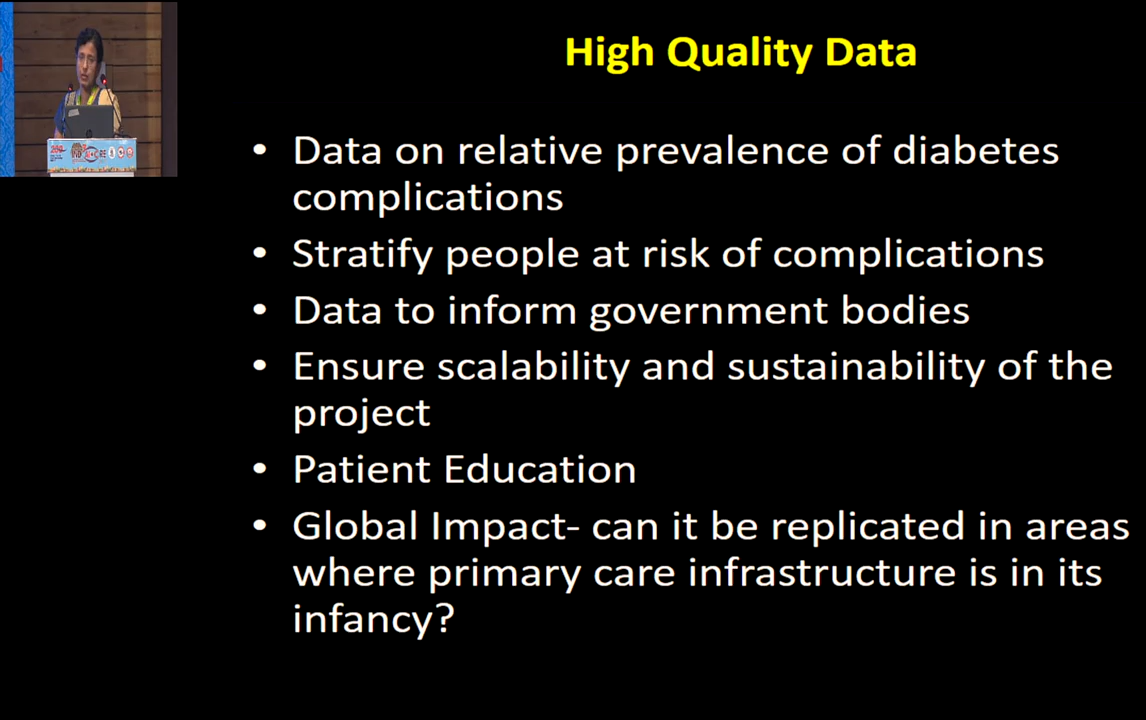 High Quality Data
• Data on relative prevalence of diabetes
complications
• Stratify people at risk of complications
• Data to inform government bodies
• Ensure scalability and sustainability of the
project
• Patient Education
• Global Impact- can it be replicated in areas
where primary care infrastructure is in its
infancy?